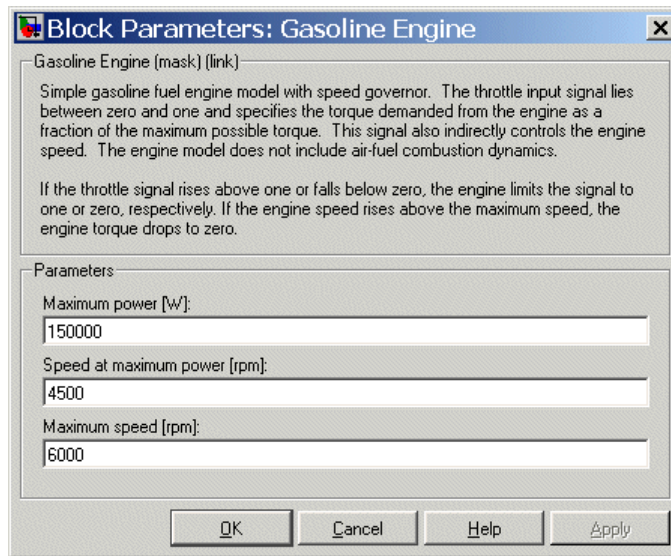 Block Parameters: Gasoline Engine
Gasoline Engine (mask) (link)
Simple gasoline fuel engine model with speed governor.  The throttle input signal lies
between zero and one and specifies the torque demanded from the engine as a
fraction of the maximum possible torque.  This signal also indirectly controls the engine
speed.  The engine model does not include air-fuel combustion dynamics.
If the throttle signal rises above one or falls below zero, the engine limits the signal to
one or zero, respectively. If the engine speed rises above the maximum speed, the
engine torque drops to zero.
Parameters
Maximum power [W]:
150000
Speed at maximum power [rpm]:
4500
Maximum speed [rpm]:
6000
OK Cancel Help Apply